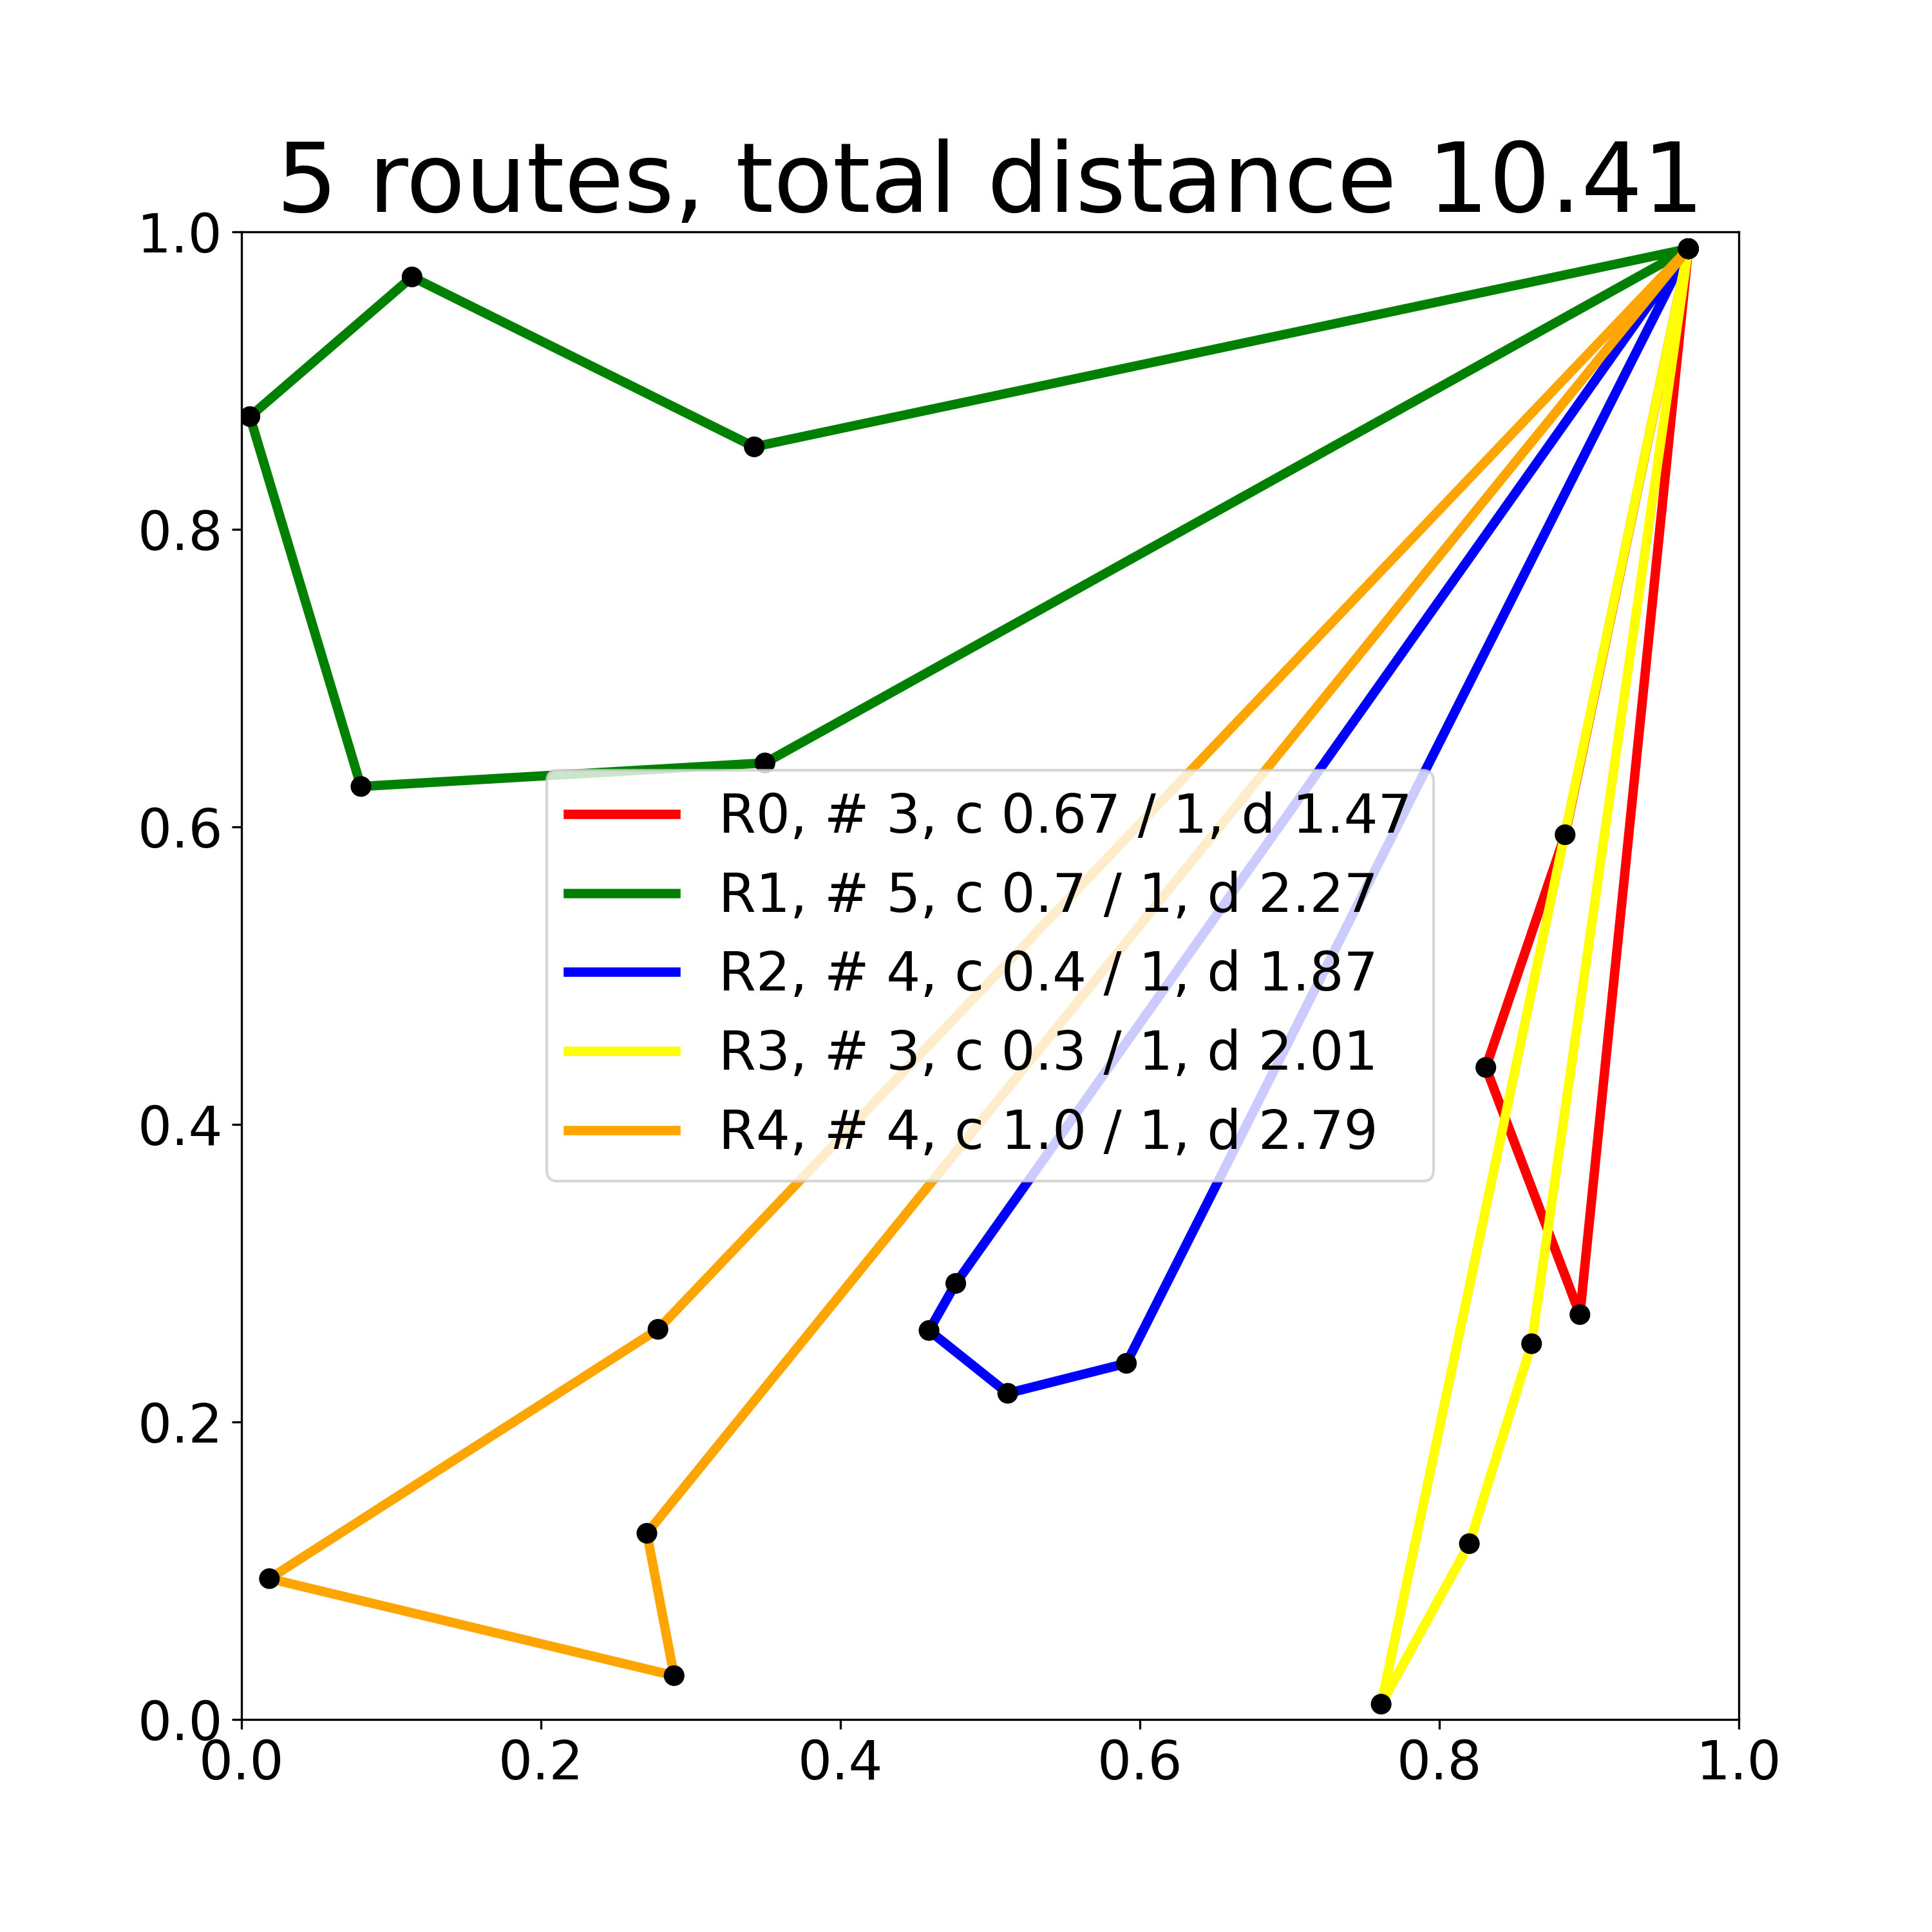 5 routes, total distance 10.41
1.0
0.8
0.6
0.4
0.2
0.0
R0, # 3, c 0.67 / 1, d 1.47
R1, # 5, c 0.7 / 1, d 2.27
R2, # 4, c 0.4 / 1, d 1.87
R3, # 3, c 0.3 / 1, d 2.01
R4, # 4, c 1.0 / 1, d 2.79
0.0 0.2 0.4 0.6 0.8 1.0